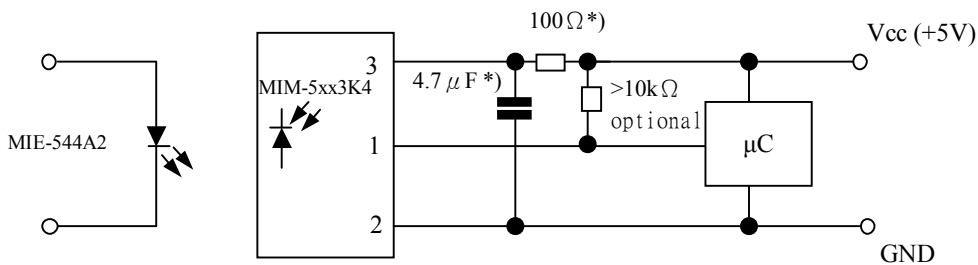 100Ω*)
Vcc (+5V)
3
4.7μF*)
MIM-5xx3K4
>10kΩ
optional
MIE-544A2
1
μC
2
GND